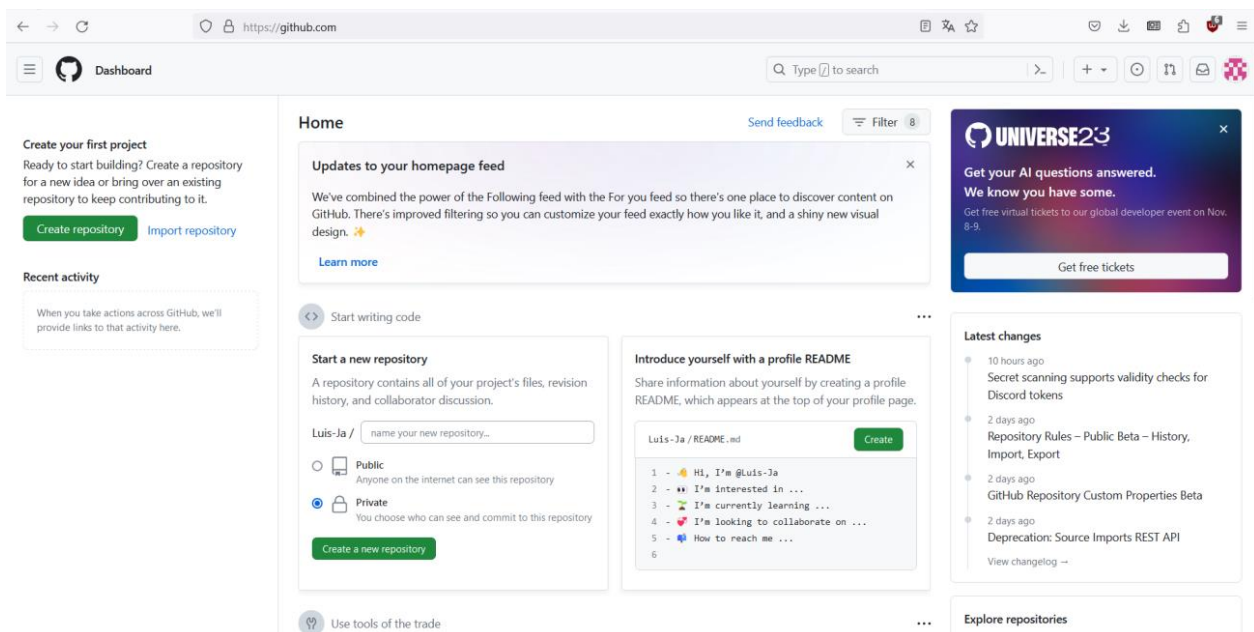 https://github.com
Dashboard
Type / to search
Create your first project
Ready to start building? Create a repository
for a new idea or bring over an existing
repository to keep contributing to it.
Create repository
Import repository
Recent activity
When you take actions across GitHub, we'll
provide links to that activity here.
Home
Send feedback
Filter 8
Updates to your homepage feed
We've combined the power of the Following feed with the For you feed so there's one place to discover content on
GitHub. There's improved filtering so you can customize your feed exactly how you like it, and a shiny new visual
design. ✨
Learn more
Start writing code
Start a new repository
A repository contains all of your project's files, revision
history, and collaborator discussion.
Luis-Ja / name your new repository...
Public
Anyone on the internet can see this repository
Private
You choose who can see and commit to this repository
Create a new repository
Introduce yourself with a profile README
Share information about yourself by creating a profile
README, which appears at the top of your profile page.
Luis-Ja / README.md
Create
1 - 👋 Hi, I'm @Luis-Ja
2 - 👀 I'm interested in ...
3 - 🌱 I'm currently learning ...
4 - 💞️ I'm looking to collaborate on ...
5 - 📫 How to reach me ...
6
Use tools of the trade
UNIVERSE23
Get your AI questions answered.
We know you have some.
Get free virtual tickets to our global developer event on Nov.
8-9.
Get free tickets
Latest changes
10 hours ago
Secret scanning supports validity checks for
Discord tokens
2 days ago
Repository Rules – Public Beta – History,
Import, Export
2 days ago
GitHub Repository Custom Properties Beta
2 days ago
Deprecation: Source Imports REST API
View changelog →
Explore repositories